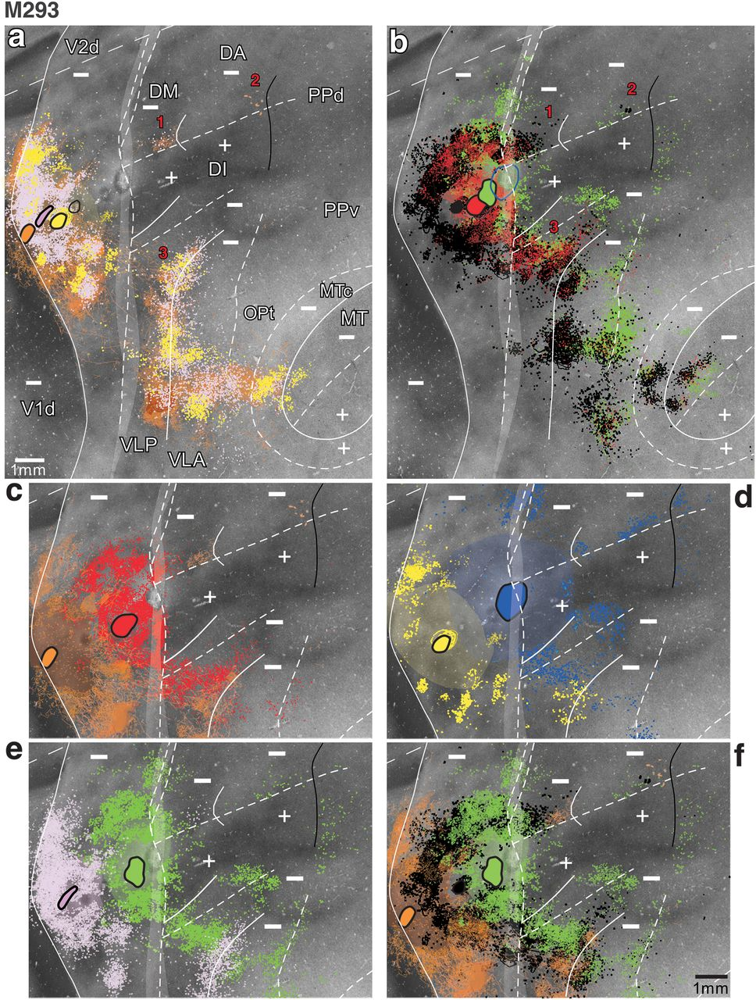 M293
a
V2d
DA
2
DM
PPd
1
DI
PPv
3
MTc
OPt
MT
V1d
VLP
VLA
1mm
b
2
1
3
c
d
e
f
1mm